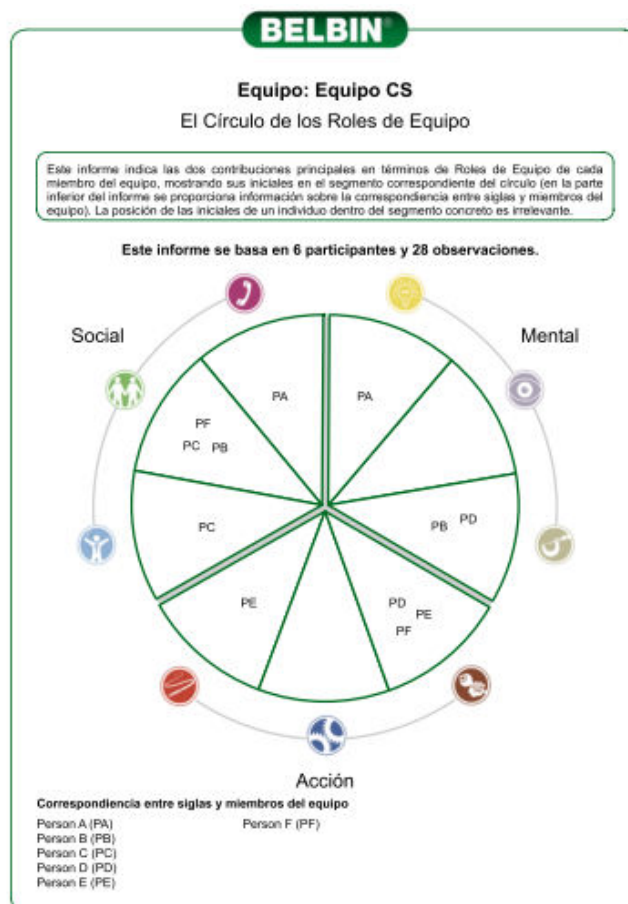 BELBIN®
Equipo: Equipo CS
El Círculo de los Roles de Equipo
Este informe indica las dos contribuciones principales en términos de Roles de Equipo de cada
miembro del equipo, mostrando sus iniciales en el segmento correspondiente del círculo (en la parte
inferior del informe se proporciona información sobre la correspondencia entre siglas y miembros del
equipo). La posición de las iniciales de un individuo dentro del segmento concreto es irrelevante.
Este informe se basa en 6 participantes y 28 observaciones.
Social
Mental
PA
PA
PF
PC PB
PC
PB PD
PE
PD
PE
PF
Acción
Correspondiencia entre siglas y miembros del equipo
Person A (PA)
Person B (PB)
Person C (PC)
Person D (PD)
Person E (PE)
Person F (PF)